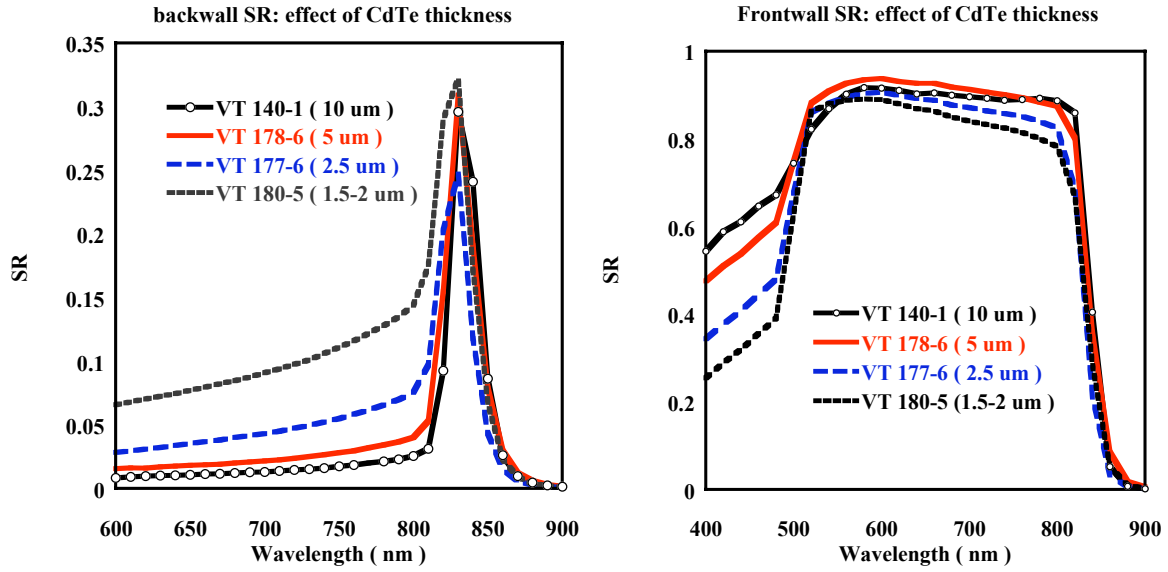 backwall SR: effect of CdTe thickness
0.35
0.3
0.25
0.2
0.15
0.1
0.05
0
SR
VT 140-1 ( 10 um)
VT 178-6 ( 5 um )
VT 177-6 ( 2.5 um )
VT 180-5 ( 1.5-2 um )
600 650 700 750 800 850 900
Wavelength ( nm )
Frontwall SR: effect of CdTe thickness
1
0.8
0.6
0.4
0.2
0
SR
VT 140-1 ( 10 um )
VT 178-6 ( 5 um )
VT 177-6 ( 2.5 um )
VT 180-5 (1.5-2 um )
400 500 600 700 800 900
Wavelength ( nm )